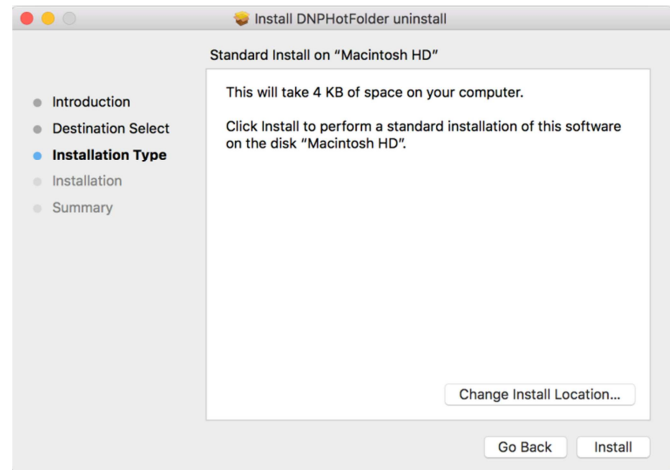 Install DNPHotFolder uninstall
Standard Install on “Macintosh HD”
Introduction
Destination Select
Installation Type
Installation
Summary
This will take 4 KB of space on your computer.
Click Install to perform a standard installation of this software
on the disk “Macintosh HD”.
Change Install Location...
Go Back
Install